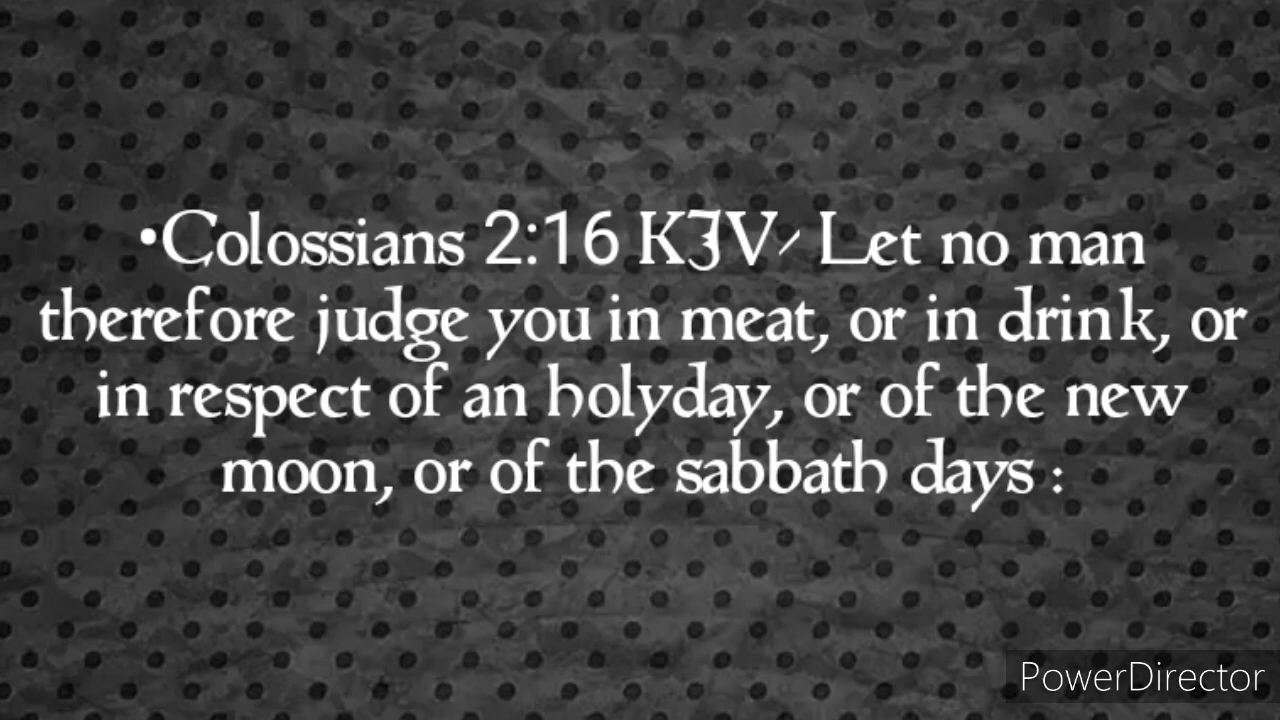 •Colossians 2:16 KJV- Let no man
therefore judge you in meat, or in drink, or
in respect of an holyday, or of the new
moon, or of the sabbath days :
PowerDirector